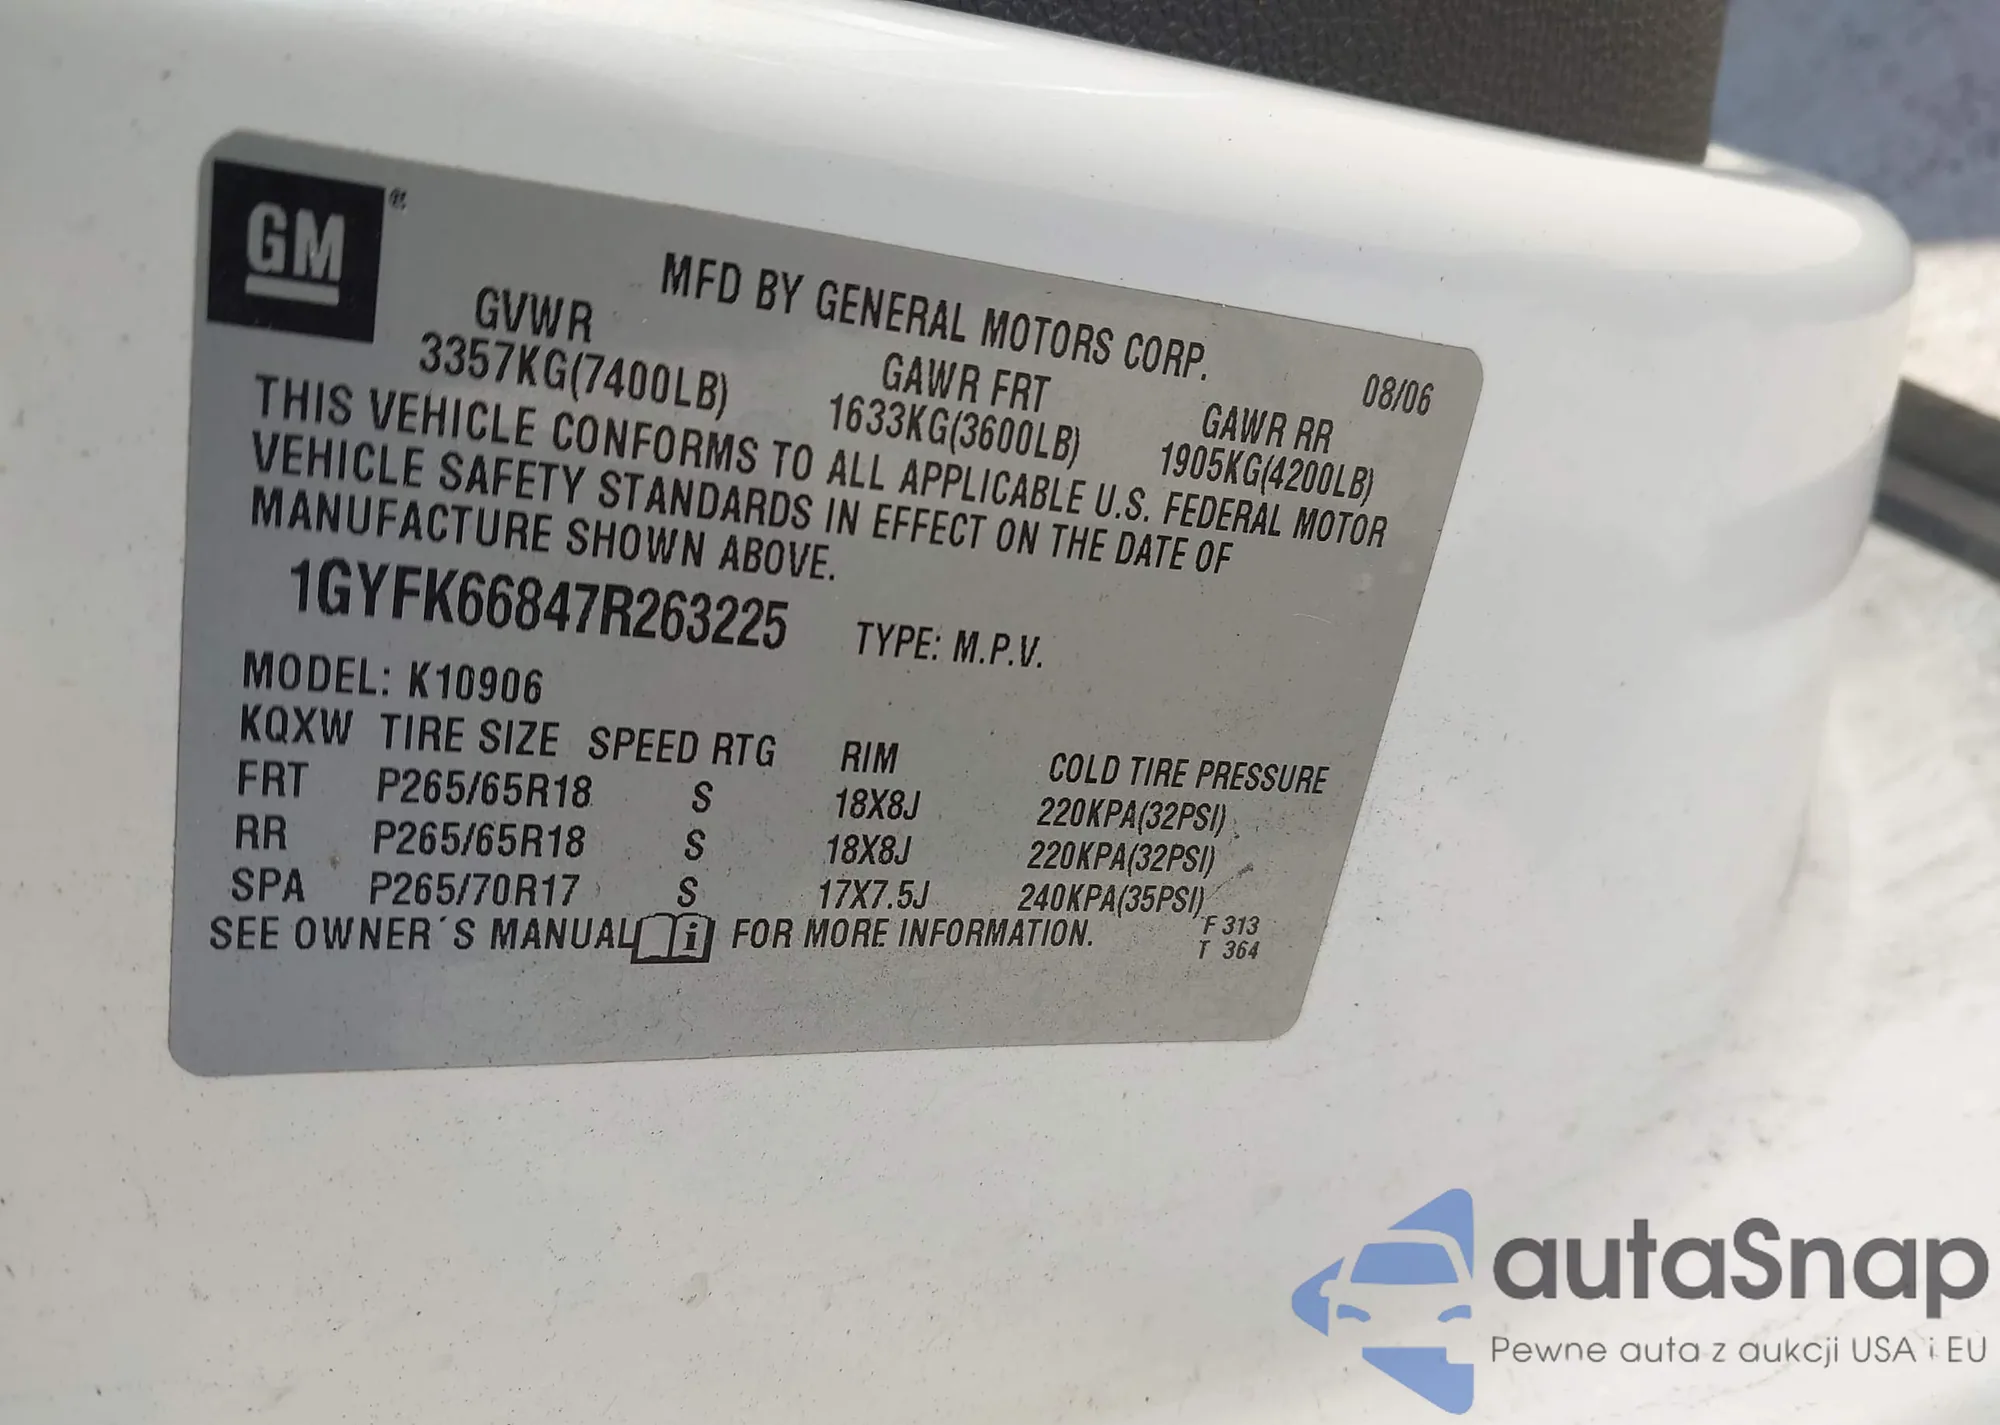 GM®
MFD BY GENERAL MOTORS CORP.
08/06
GVWR GAWR FRT GAWR RR
3357KG(7400LB) 1633KG(3600LB) 1905KG(4200LB)
THIS VEHICLE CONFORMS TO ALL APPLICABLE U.S. FEDERAL MOTOR
VEHICLE SAFETY STANDARDS IN EFFECT ON THE DATE OF
MANUFACTURE SHOWN ABOVE.
1GYFK66847R263225 TYPE: M.P.V.
MODEL: K10906
KQXW TIRE SIZE SPEED RTG RIM COLD TIRE PRESSURE
FRT P265/65R18 S 18X8J 220KPA(32PSI)
RR P265/65R18 S 18X8J 220KPA(32PSI)
SPA P265/70R17 S 17X7.5J 240KPA(35PSI)
SEE OWNER´S MANUAL i FOR MORE INFORMATION.
F 313
T 364
autaSnap
Pewne auta z aukcji USA i EU